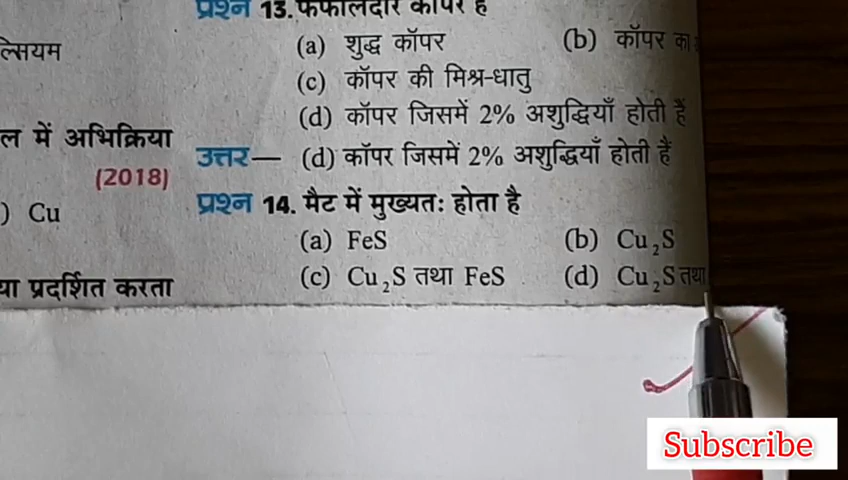 प्रश्न 13. फफोलेदार कॉपर है
(a) शुद्ध कॉपर (b) कॉपर का
(c) कॉपर की मिश्र-धातु
(d) कॉपर जिसमें 2% अशुद्धियाँ होती हैं
उत्तर— (d) कॉपर जिसमें 2% अशुद्धियाँ होती हैं
प्रश्न 14. मैट में मुख्यतः होता है
(a) FeS (b) Cu₂S
(c) Cu₂S तथा FeS (d) Cu₂S तथा
ल्सियम
ल में अभिक्रिया
(2018)
) Cu
या प्रदर्शित करता
Subscribe